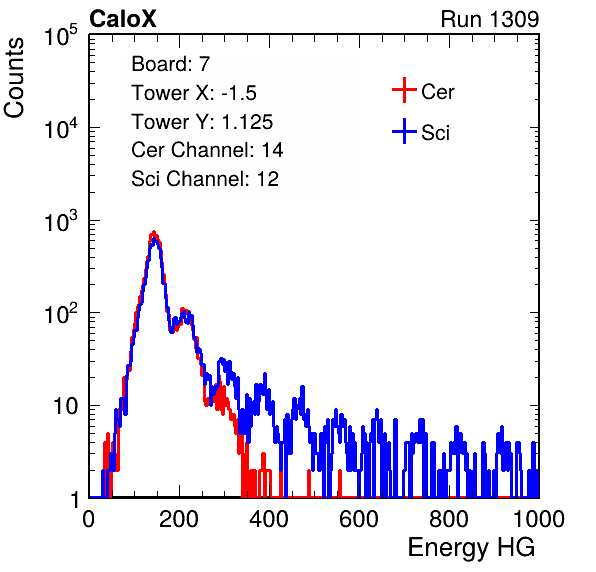 CaloX Run 1309
Counts
Board: 7
Tower X: -1.5
Tower Y: 1.125
Cer Channel: 14
Sci Channel: 12
Cer
Sci
10^5
10^4
10^3
10^2
10
1
0 200 400 600 800 1000
Energy HG